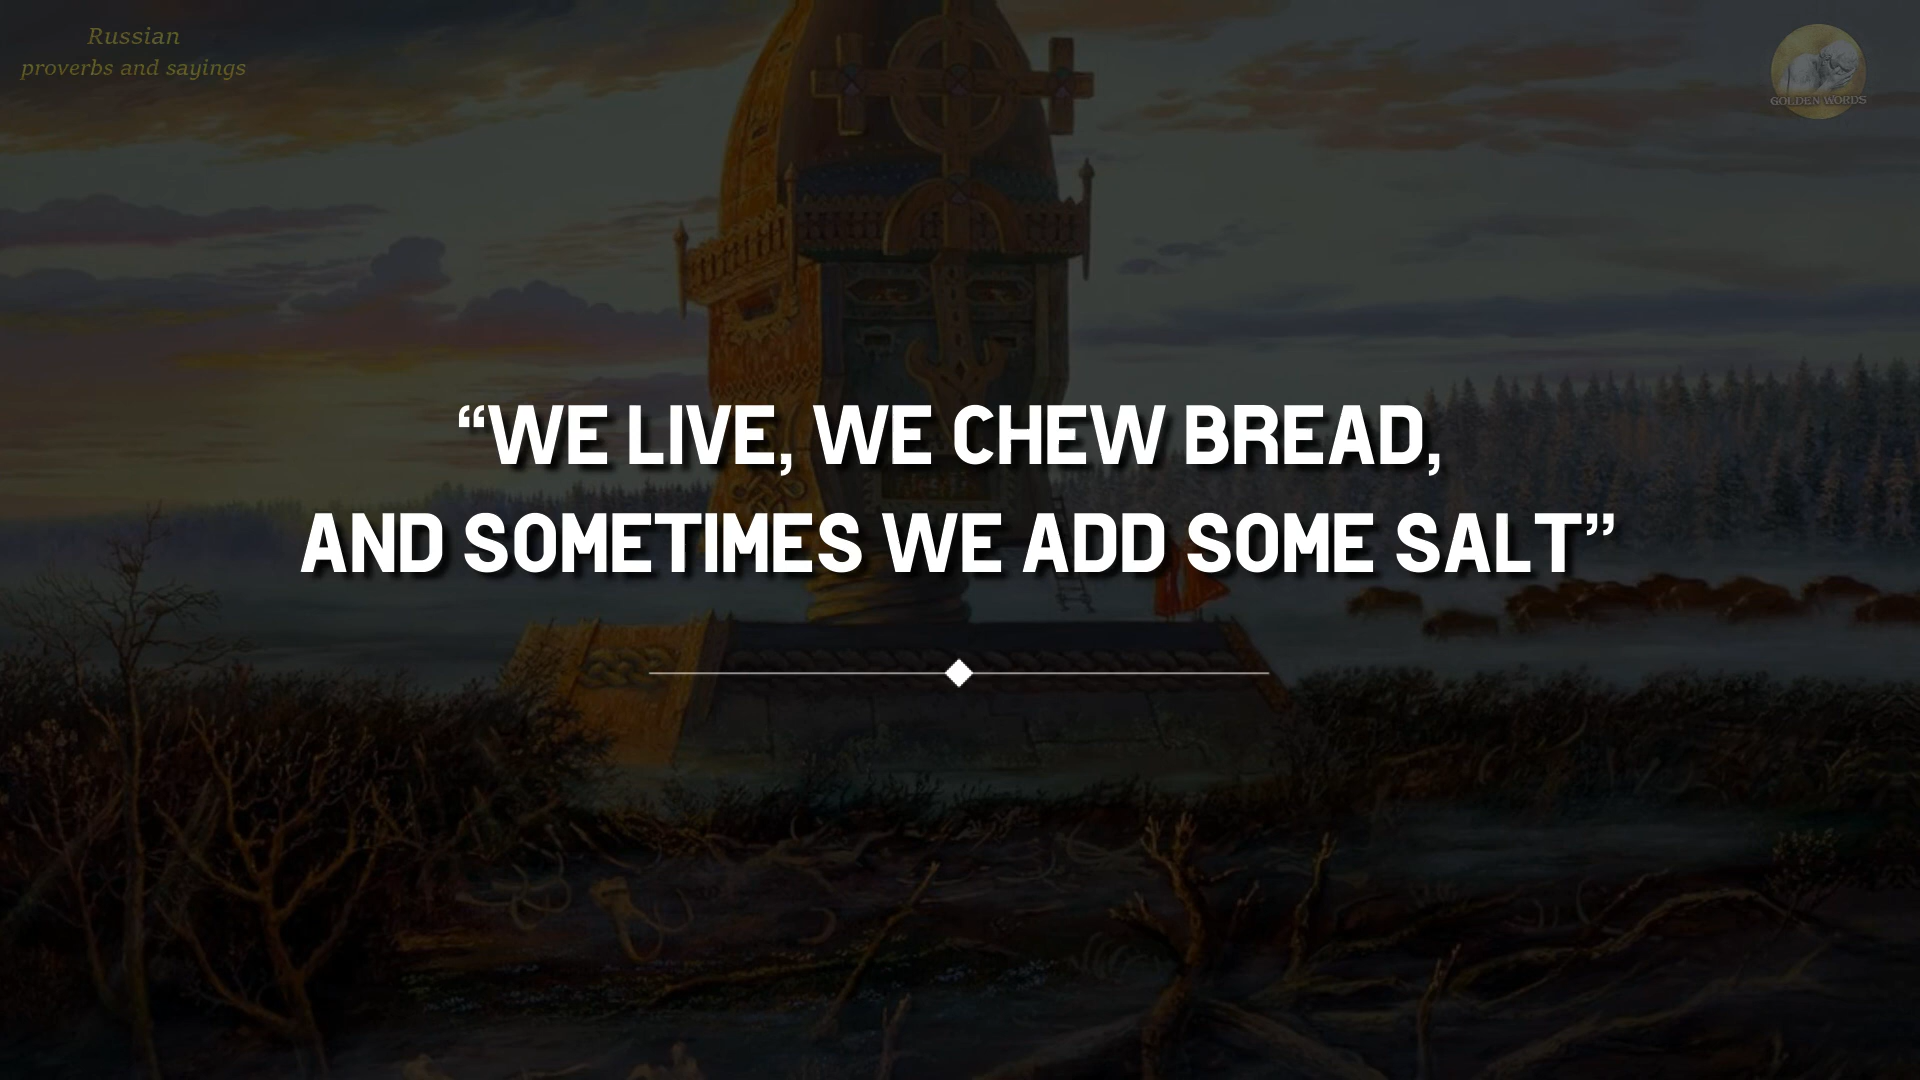 Russian
proverbs and sayings
GOLDEN WORDS
“WE LIVE, WE CHEW BREAD,
AND SOMETIMES WE ADD SOME SALT”